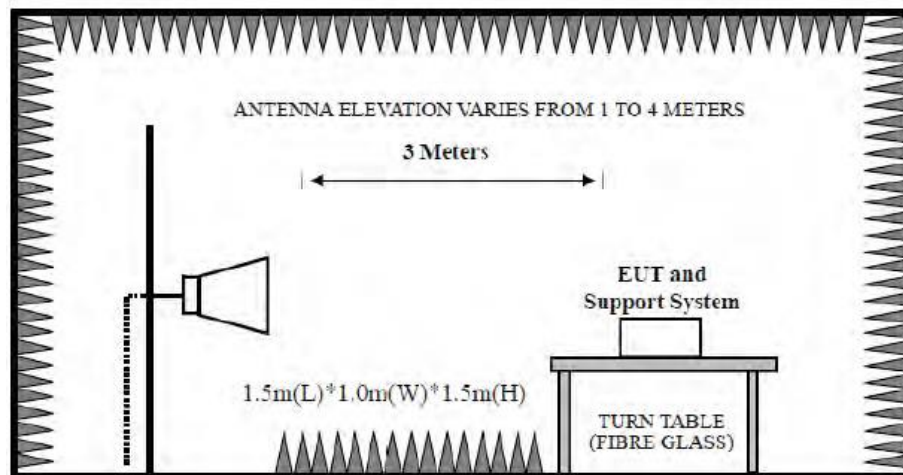 ANTENNA ELEVATION VARIES FROM 1 TO 4 METERS
3 Meters
EUT and
Support System
1.5m(L)*1.0m(W)*1.5m(H)
TURN TABLE
(FIBRE GLASS)